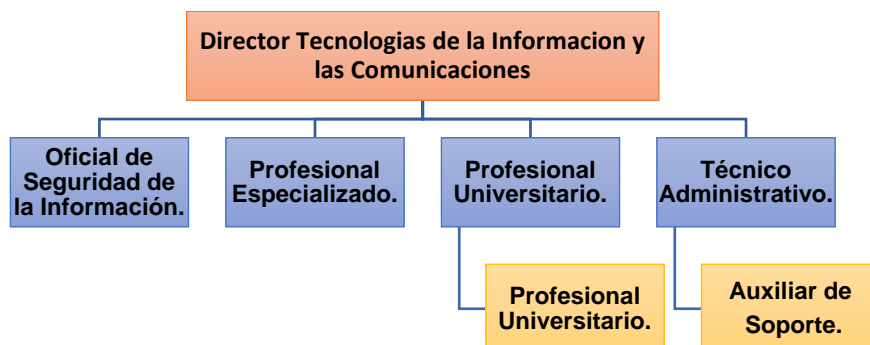 Director Tecnologias de la Informacion y
las Comunicaciones
Oficial de
Seguridad de
la Información.
Profesional
Especializado.
Profesional
Universitario.
Técnico
Administrativo.
Profesional
Universitario.
Auxiliar de
Soporte.